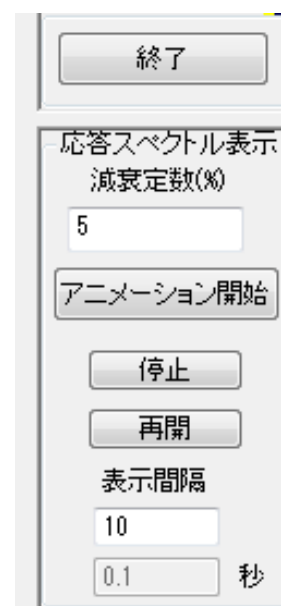 終了
応答スペクトル表示
減衰定数(%)
5
アニメーション開始
停止
再開
表示間隔
10
0.1 秒